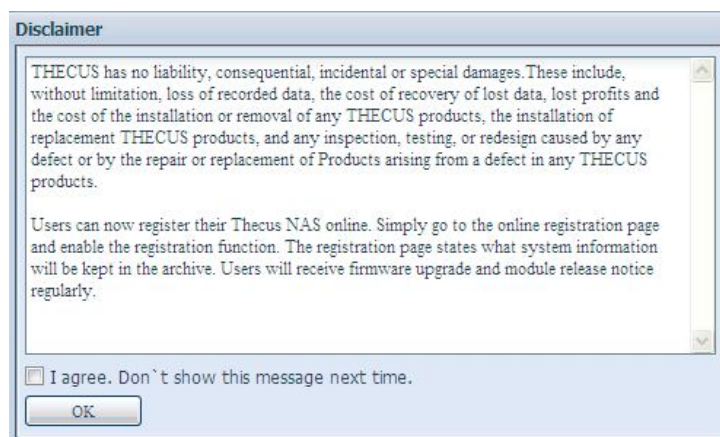 Disclaimer
THECUS has no liability, consequential, incidental or special damages.These include,
without limitation, loss of recorded data, the cost of recovery of lost data, lost profits and
the cost of the installation or removal of any THECUS products, the installation of
replacement THECUS products, and any inspection, testing, or redesign caused by any
defect or by the repair or replacement of Products arising from a defect in any THECUS
products.
Users can now register their Thecus NAS online. Simply go to the online registration page
and enable the registration function. The registration page states what system information
will be kept in the archive. Users will receive firmware upgrade and module release notice
regularly.
I agree. Don`t show this message next time.
OK